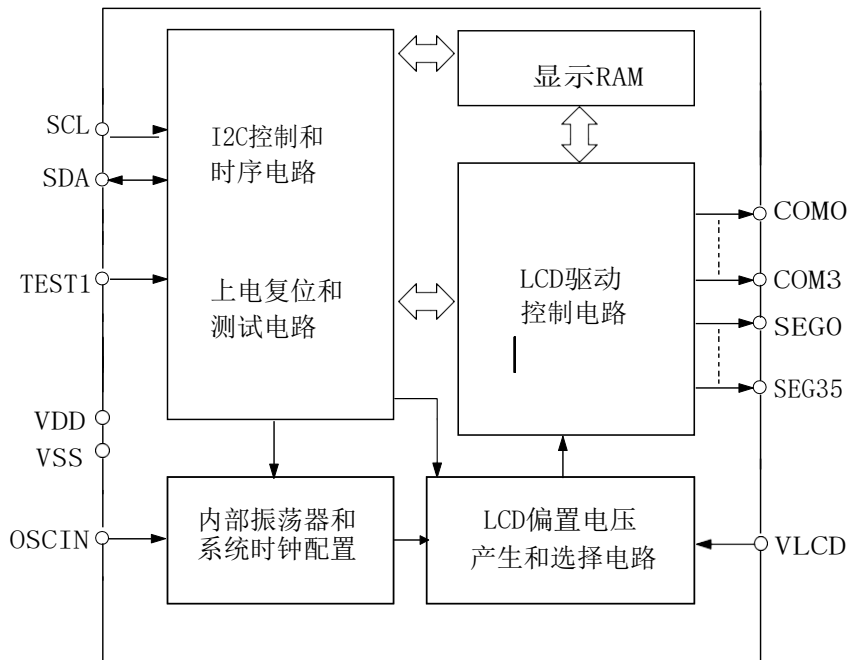 显示RAM
SCL
I2C控制和
时序电路
SDA
COM0
TEST1
上电复位和
测试电路
LCD驱动
控制电路
COM3
SEG0
SEG35
VDD
VSS
OSCIN
内部振荡器和
系统时钟配置
LCD偏置电压
产生和选择电路
VLCD